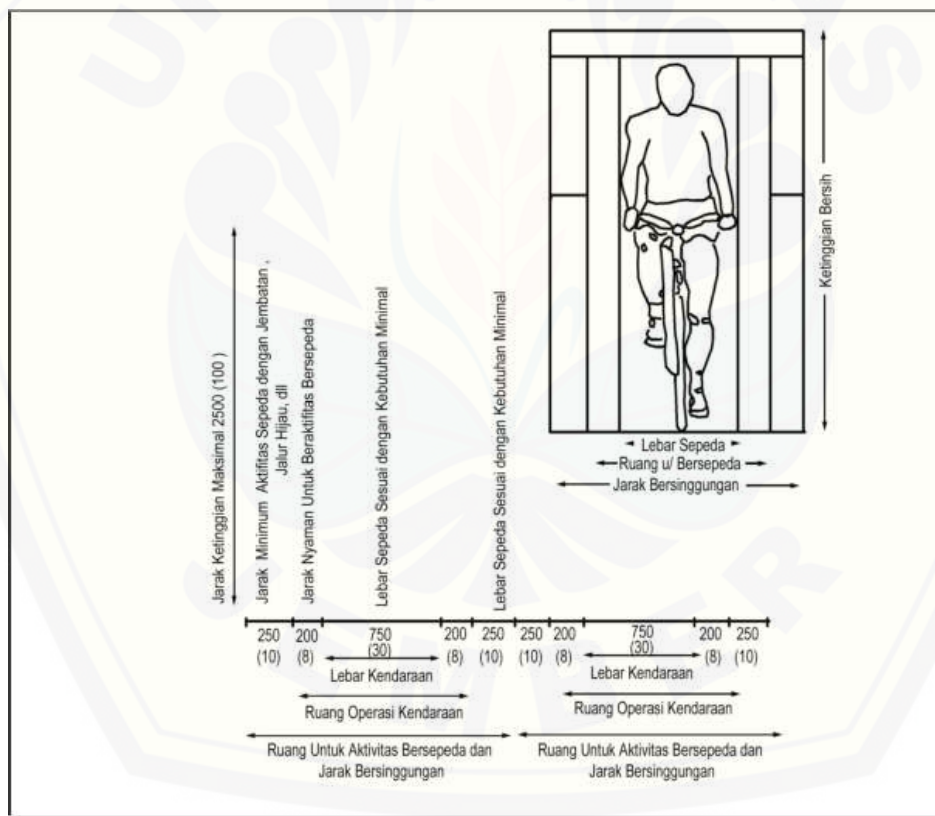 Ketinggian Bersih
Lebar Sepeda
Ruang u/ Bersepeda
Jarak Bersinggungan
Jarak Ketinggian Maksimal 2500 (100 )
Jarak Minimum Aktifitas Sepeda dengan Jembatan ,
Jalur Hijau, dll
Jarak Nyaman Untuk Beraktifitas Bersepeda
Lebar Sepeda Sesuai dengan Kebutuhan Minimal
Lebar Sepeda Sesuai dengan Kebutuhan Minimal
250 200 750 200 250 250 200 750 200 250
(10) (8) (30) (8) (10) (10) (8) (30) (8) (10)
Lebar Kendaraan Lebar Kendaraan
Ruang Operasi Kendaraan Ruang Operasi Kendaraan
Ruang Untuk Aktivitas Bersepeda dan Ruang Untuk Aktivitas Bersepeda dan
Jarak Bersinggungan Jarak Bersinggungan